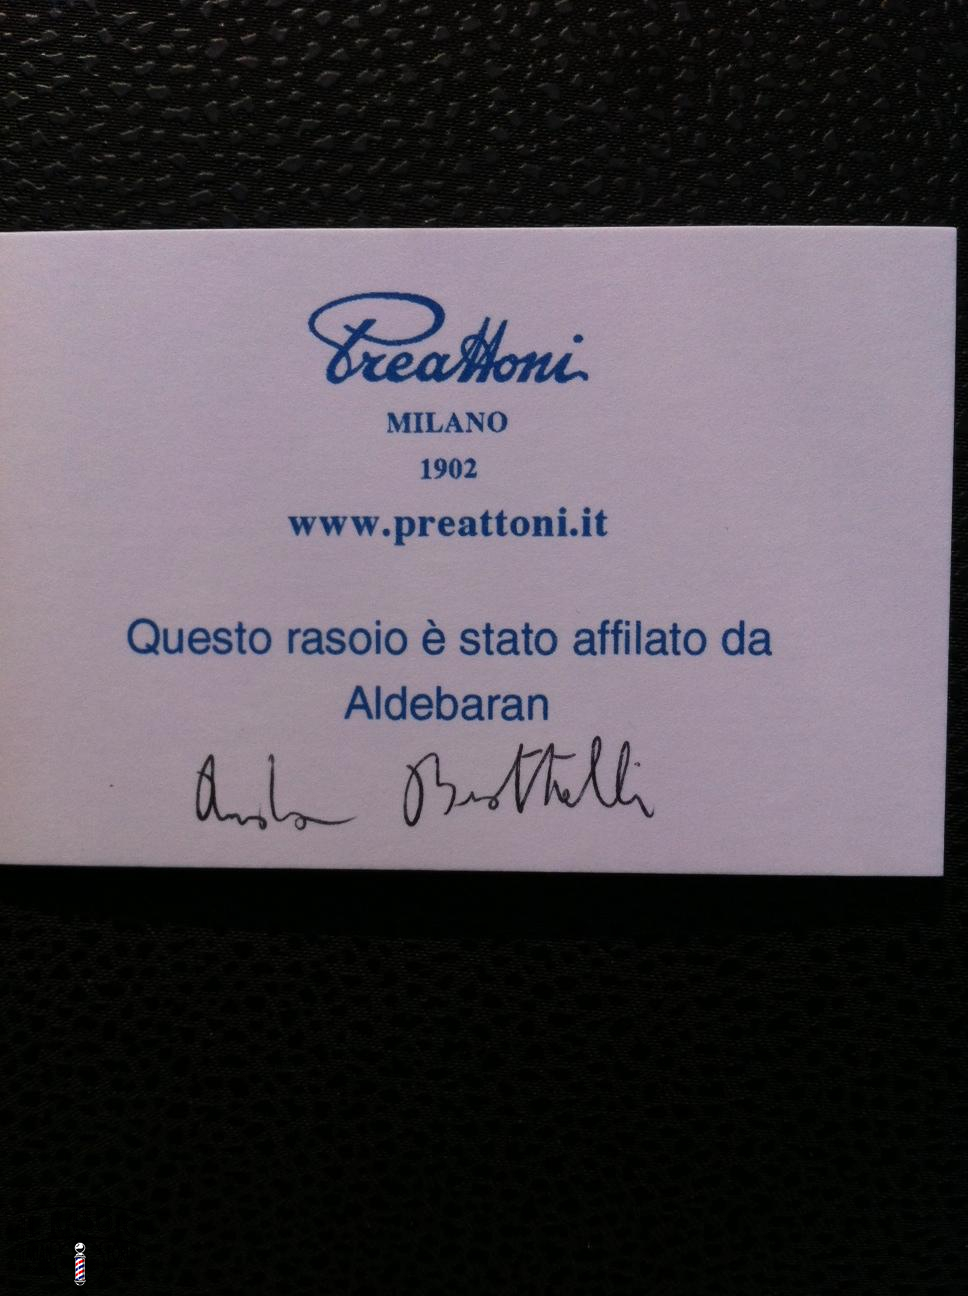 Preattoni
MILANO
1902
www.preattoni.it
Questo rasoio è stato affilato da
Aldebaran